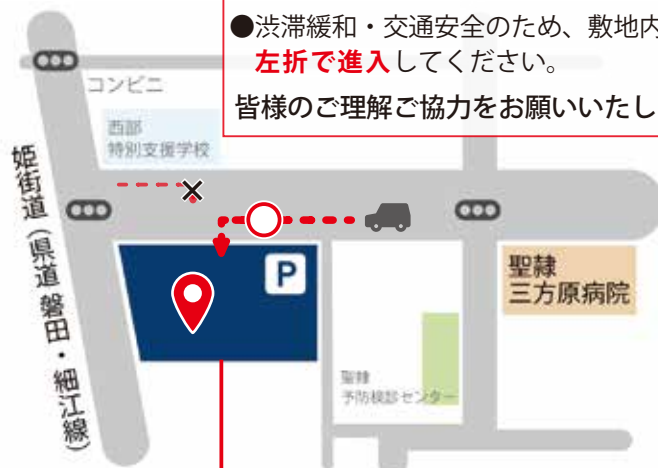 ●渋滞緩和・交通安全のため、敷地内
左折で進入してください。
皆様のご理解ご協力をお願いいたし
コンビニ
西部
特別支援学校
姫街道（県道 磐田・細江線）
P
聖隷
三方原病院
聖隷
予防検診センター